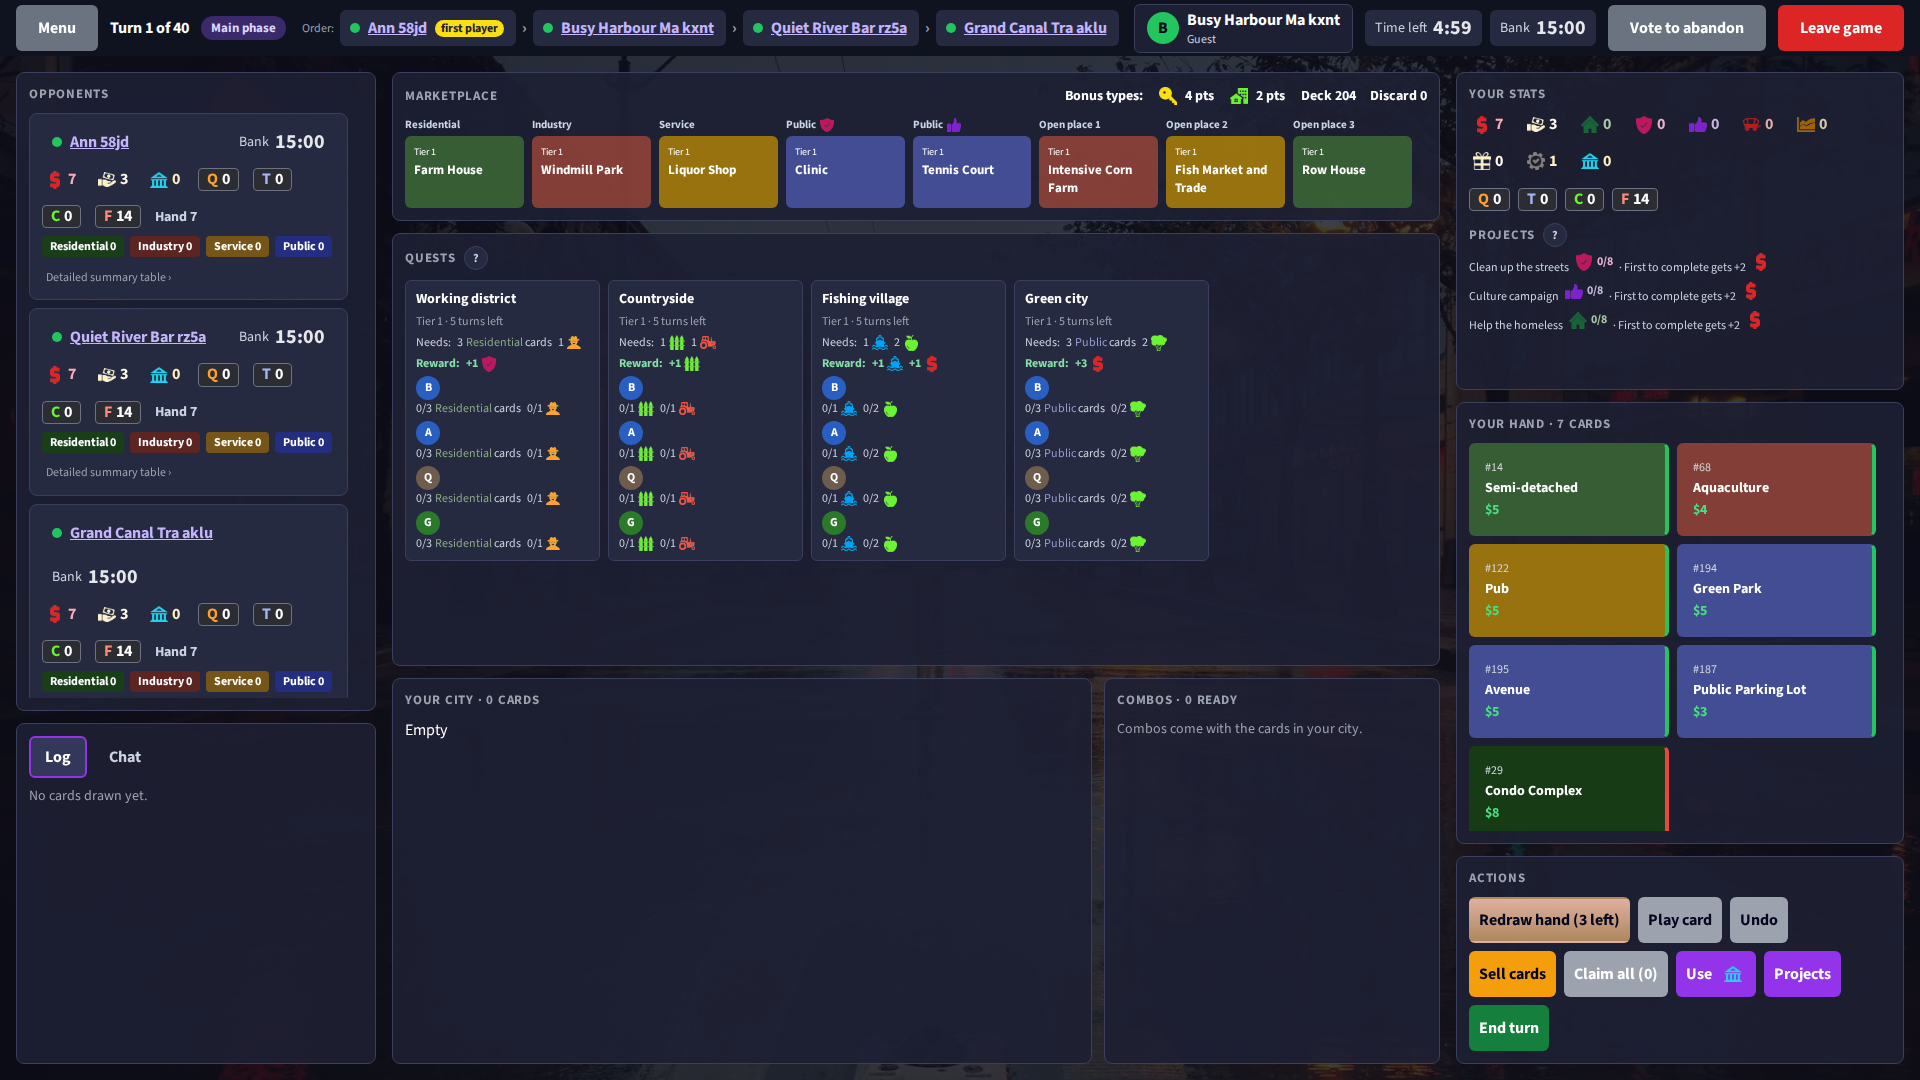 Menu
Turn 1 of 40
Main phase
Order:
Ann 58jd first player › Busy Harbour Ma kxnt › Quiet River Bar rz5a › Grand Canal Tra aklu
B
Busy Harbour Ma kxnt
Guest
Time left 4:59
Bank 15:00
Vote to abandon
Leave game
OPPONENTS
Ann 58jd
Bank 15:00
7 3 0 Q 0 T 0
C 0 F 14 Hand 7
Residential 0 Industry 0 Service 0 Public 0
Detailed summary table ›
Quiet River Bar rz5a
Bank 15:00
7 3 0 Q 0 T 0
C 0 F 14 Hand 7
Residential 0 Industry 0 Service 0 Public 0
Detailed summary table ›
Grand Canal Tra aklu
Bank 15:00
7 3 0 Q 0 T 0
C 0 F 14 Hand 7
Residential 0 Industry 0 Service 0 Public 0
Log
Chat
No cards drawn yet.
MARKETPLACE
Bonus types: 4 pts 2 pts Deck 204 Discard 0
Residential
Tier 1
Farm House
Industry
Tier 1
Windmill Park
Service
Tier 1
Liquor Shop
Public
Tier 1
Clinic
Public
Tier 1
Tennis Court
Open place 1
Tier 1
Intensive Corn
Farm
Open place 2
Tier 1
Fish Market and
Trade
Open place 3
Tier 1
Row House
QUESTS ?
Working district
Tier 1 · 5 turns left
Needs: 3 Residential cards 1
Reward: +1
B
0/3 Residential cards 0/1
A
0/3 Residential cards 0/1
Q
0/3 Residential cards 0/1
G
0/3 Residential cards 0/1
Countryside
Tier 1 · 5 turns left
Needs: 1 1
Reward: +1
B
0/1 0/1
A
0/1 0/1
Q
0/1 0/1
G
0/1 0/1
Fishing village
Tier 1 · 5 turns left
Needs: 1 2
Reward: +1 +1
B
0/1 0/2
A
0/1 0/2
Q
0/1 0/2
G
0/1 0/2
Green city
Tier 1 · 5 turns left
Needs: 3 Public cards 2
Reward: +3
B
0/3 Public cards 0/2
A
0/3 Public cards 0/2
Q
0/3 Public cards 0/2
G
0/3 Public cards 0/2
YOUR CITY · 0 CARDS
Empty
COMBOS · 0 READY
Combos come with the cards in your city.
YOUR STATS
7 3 0 0 0 0 0
0 1 0
Q 0 T 0 C 0 F 14
PROJECTS ?
Clean up the streets 0/8 · First to complete gets +2
Culture campaign 0/8 · First to complete gets +2
Help the homeless 0/8 · First to complete gets +2
YOUR HAND · 7 CARDS
#14
Semi-detached
$5
#68
Aquaculture
$4
#122
Pub
$5
#194
Green Park
$5
#195
Avenue
$5
#187
Public Parking Lot
$3
#29
Condo Complex
$8
ACTIONS
Redraw hand (3 left)
Play card
Undo
Sell cards
Claim all (0)
Use
Projects
End turn